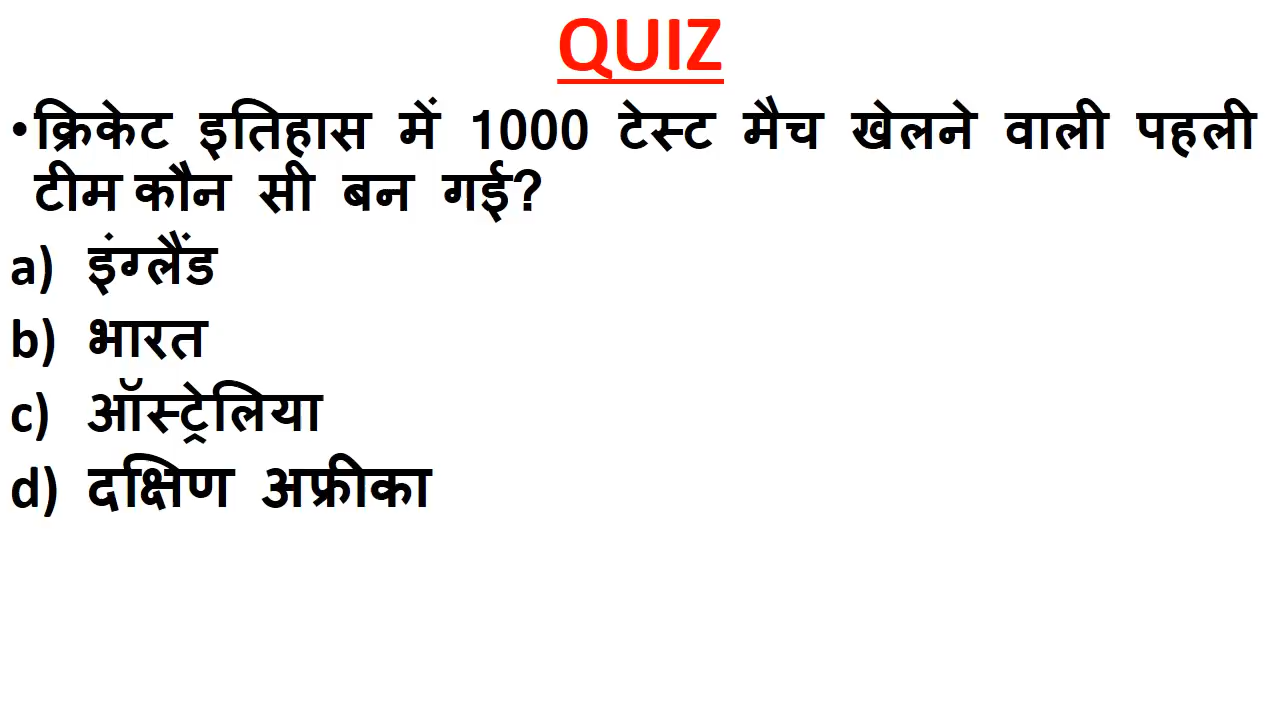 QUIZ
•क्रिकेट इतिहास में 1000 टेस्ट मैच खेलने वाली पहली
टीम कौन सी बन गई?
a) इंग्लैंड
b) भारत
c) ऑस्ट्रेलिया
d) दक्षिण अफ्रीका